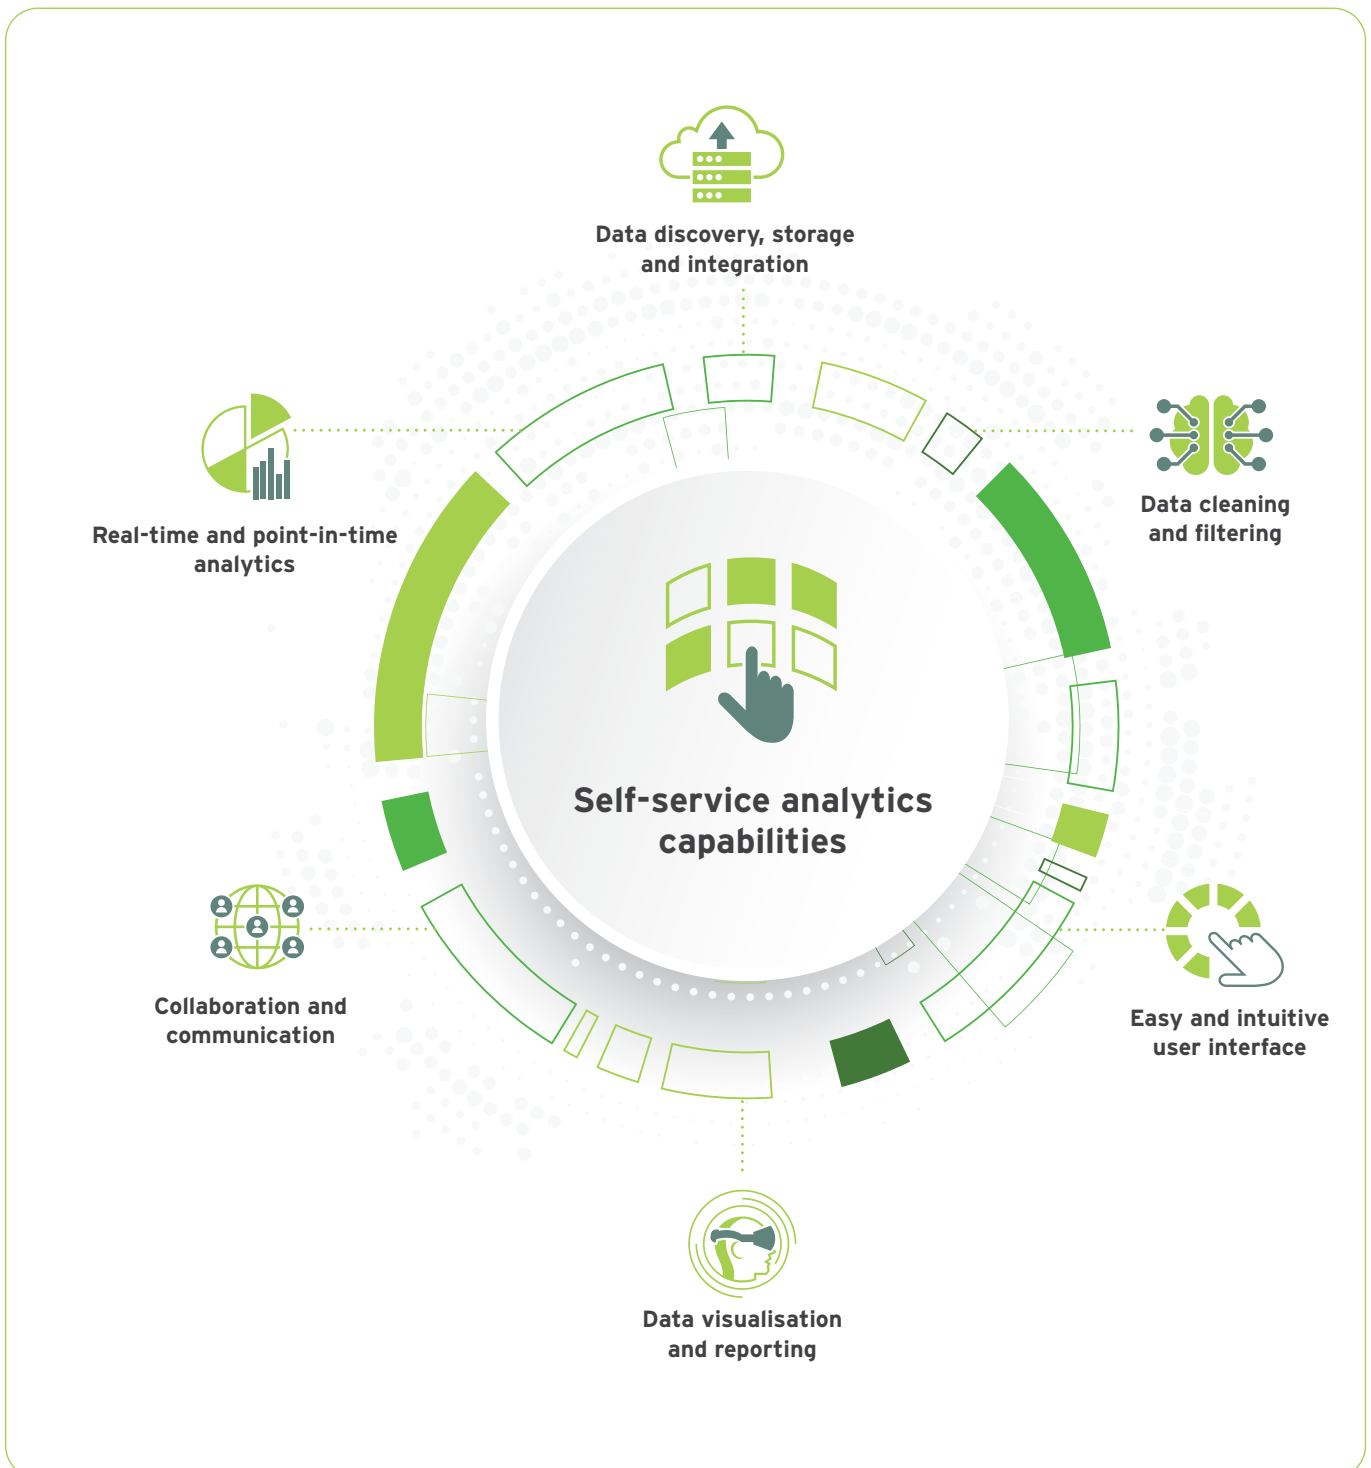 Data discovery, storage
and integration
Data cleaning
and filtering
Real-time and point-in-time
analytics
Self-service analytics
capabilities
Collaboration and
communication
Easy and intuitive
user interface
Data visualisation
and reporting